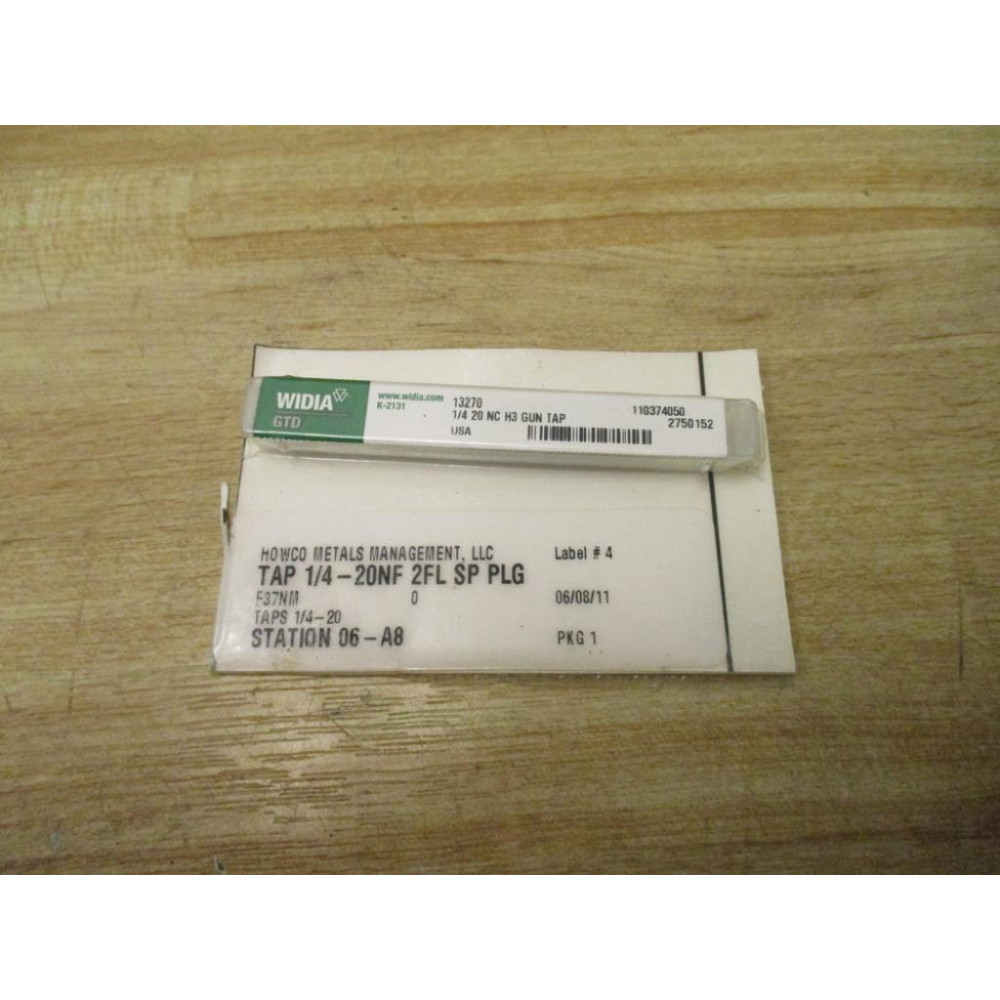 WIDIA
GTD
www.widia.com
K-2131
13270
1/4 20 NC H3 GUN TAP
USA
110374050
2750152
HOWCO METALS MANAGEMENT, LLC Label # 4
TAP 1/4-20NF 2FL SP PLG
F37NM 0 06/08/11
TAPS 1/4-20
STATION 06-A8 PKG 1